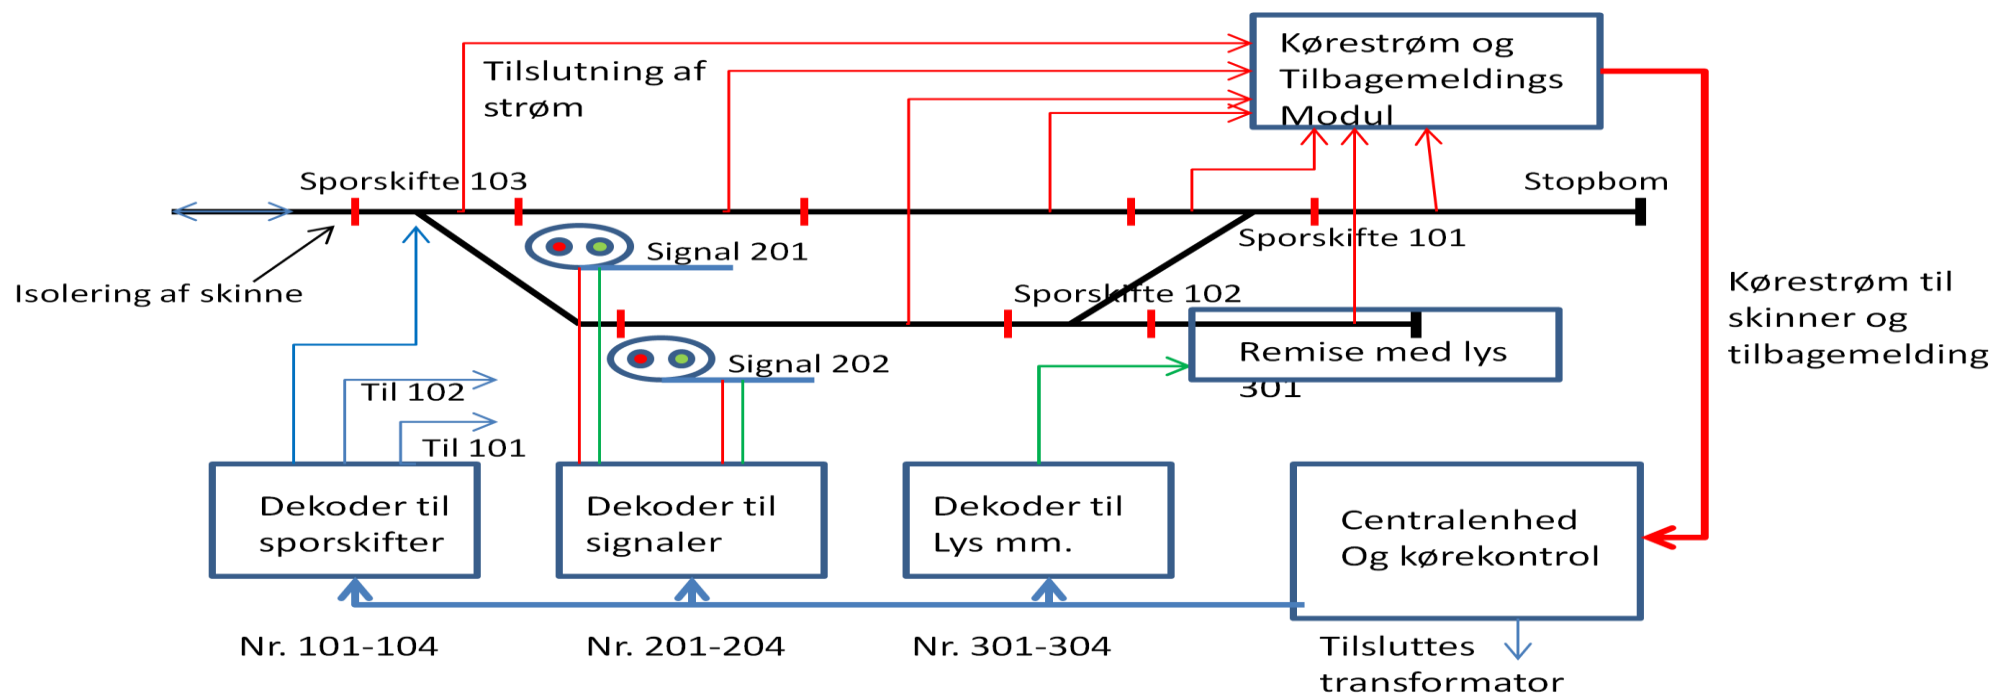 Kørestrøm og
Tilbagemeldings
Modul
Tilslutning af
strøm
Sporskifte 103
Stopbom
Signal 201
Sporskifte 101
Isolering af skinne
Sporskifte 102
Kørestrøm til
skinner og
tilbagemelding
Signal 202
Remise med lys
301
Til 102
Til 101
Dekoder til
sporskifter
Dekoder til
signaler
Dekoder til
Lys mm.
Centralenhed
Og kørekontrol
Nr. 101-104
Nr. 201-204
Nr. 301-304
Tilsluttes
transformator